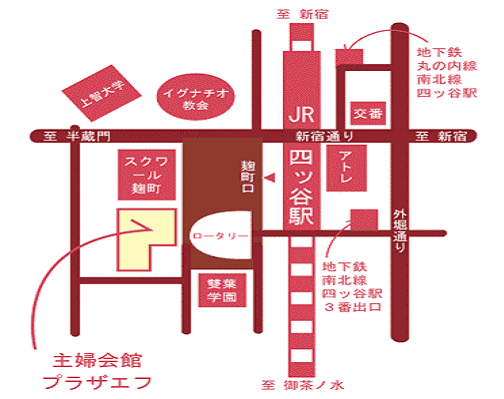 至 新宿
地下鉄
丸の内線
南北線
四ッ谷駅
上智大学
イグナチオ
教会
JR
四ッ谷駅
交番
至 半蔵門
新宿通り
至 新宿
スクワ
ール
麹町
麹町口
アトレ
ロータリー
外堀通り
地下鉄
南北線
四ッ谷駅
3番出口
雙葉
学園
主婦会館
プラザエフ
至 御茶ノ水